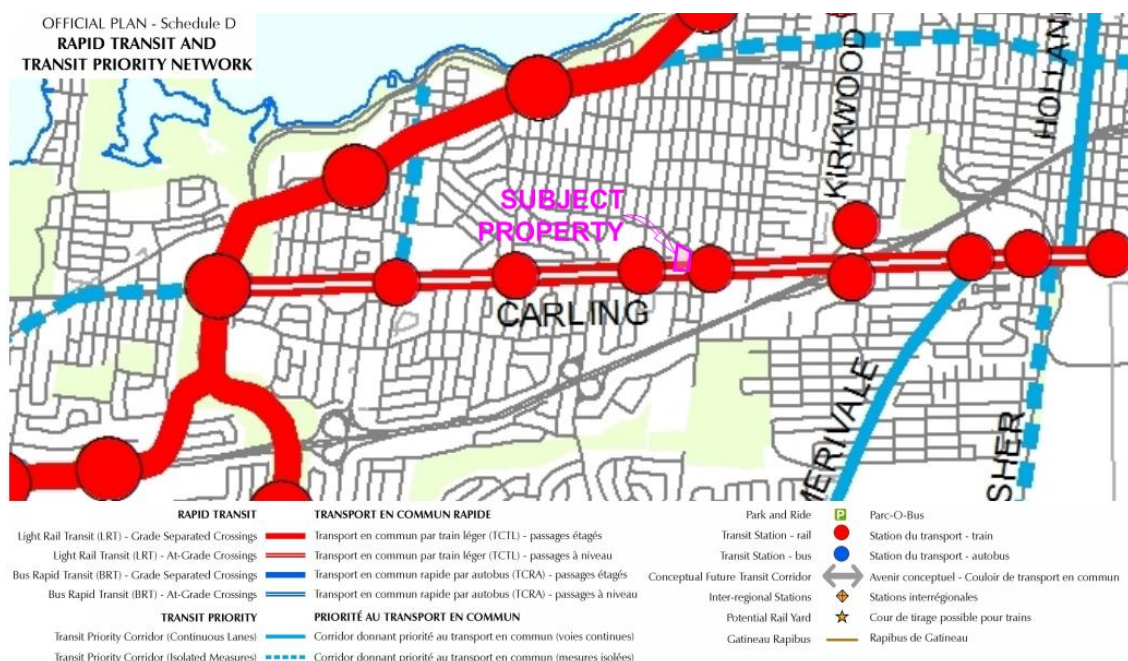 OFFICIAL PLAN - Schedule D
RAPID TRANSIT AND
TRANSIT PRIORITY NETWORK
KIRKWOOD
HOLLAN
SUBJECT
PROPERTY
CARLING
MERIVALE
SHER
RAPID TRANSIT TRANSPORT EN COMMUN RAPIDE
Light Rail Transit (LRT) - Grade Separated Crossings Transport en commun par train léger (TCTL) - passages étagés
Light Rail Transit (LRT) - At-Grade Crossings Transport en commun par train léger (TCTL) - passages à niveau
Bus Rapid Transit (BRT) - Grade Separated Crossings Transport en commun rapide par autobus (TCRA) - passages étagés
Bus Rapid Transit (BRT) - At-Grade Crossings Transport en commun rapide par autobus (TCRA) - passages à niveau
TRANSIT PRIORITY PRIORITÉ AU TRANSPORT EN COMMUN
Transit Priority Corridor (Continuous Lanes) Corridor donnant priorité au transport en commun (voies continues)
Transit Priority Corridor (Isolated Measures) Corridor donnant priorité au transport en commun (mesures isolées)
Park and Ride P Parc-O-Bus
Transit Station - rail Station du transport - train
Transit Station - bus Station du transport - autobus
Conceptual Future Transit Corridor Avenir conceptuel - Couloir de transport en commun
Inter-regional Stations Stations interrégionales
Potential Rail Yard Cour de tirage possible pour trains
Gatineau Rapibus Rapibus de Gatineau